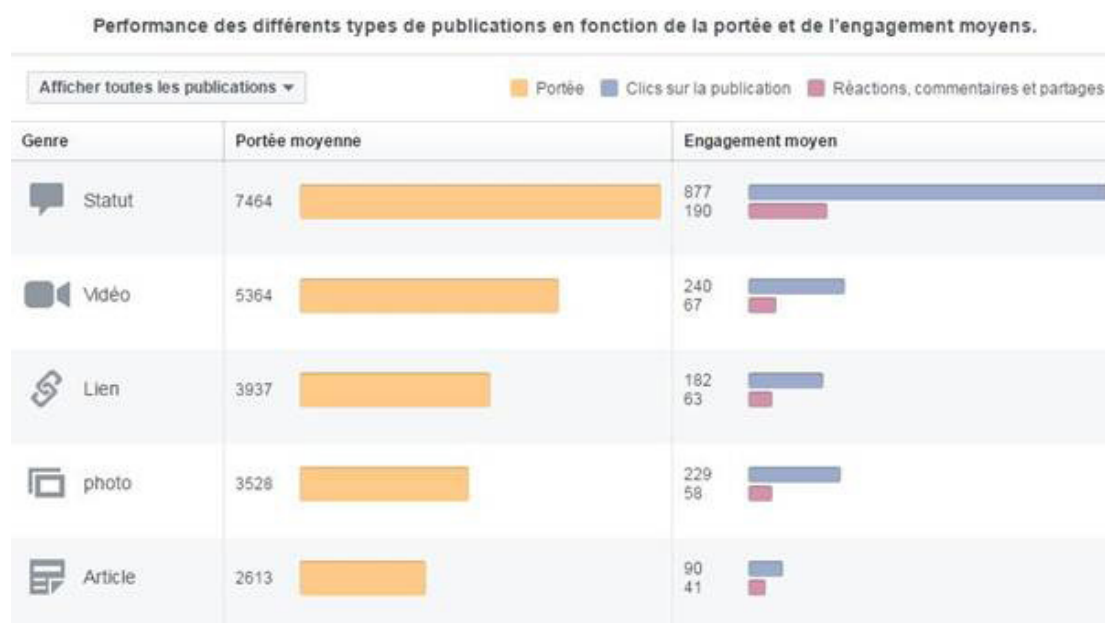 Performance des différents types de publications en fonction de la portée et de l'engagement moyens.
Afficher toutes les publications
Portée Clics sur la publication Réactions, commentaires et partages
Genre Portée moyenne Engagement moyen
Statut 7464 877
190
Vidéo 5364 240
67
Lien 3937 182
63
photo 3528 229
58
Article 2613 90
41